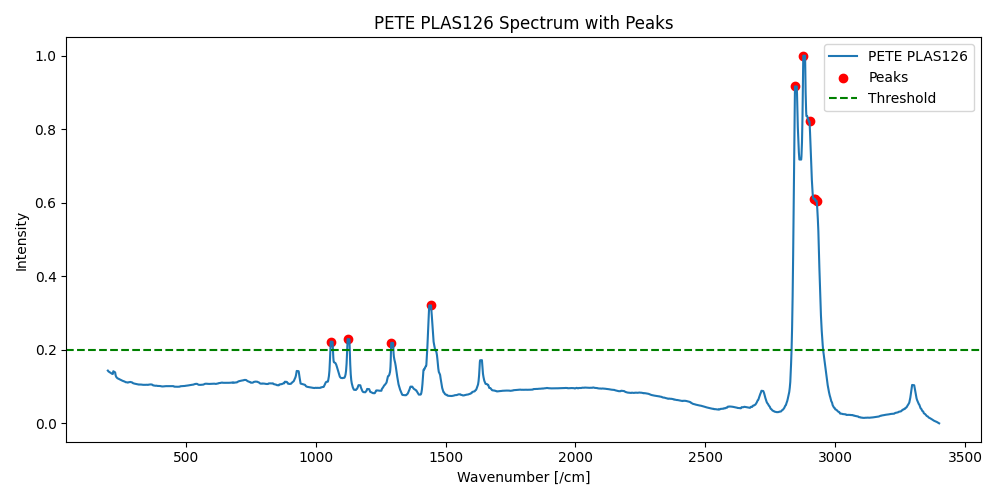 PETE PLAS126 Spectrum with Peaks
PETE PLAS126
Peaks
Threshold
Intensity
1.0
0.8
0.6
0.4
0.2
0.0
500 1000 1500 2000 2500 3000 3500
Wavenumber [/cm]